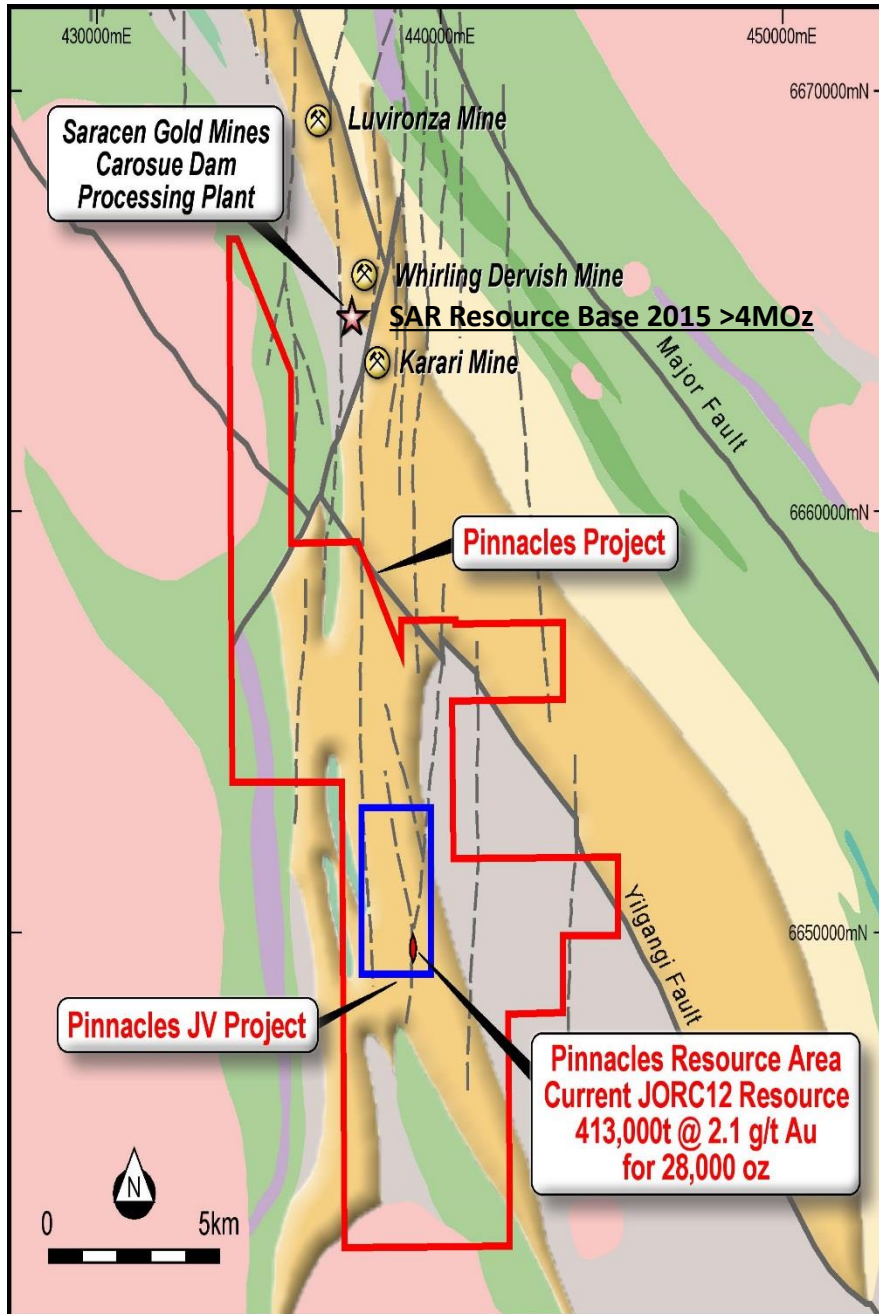 430000mE
440000mE
450000mE
6670000mN
Luvironza Mine
Saracen Gold Mines
Carosue Dam
Processing Plant
Whirling Dervish Mine
SAR Resource Base 2015 >4MOz
Karari Mine
Major Fault
6660000mN
Pinnacles Project
6650000mN
Yilgangi Fault
Pinnacles JV Project
Pinnacles Resource Area
Current JORC12 Resource
413,000t @ 2.1 g/t Au
for 28,000 oz
N
0 5km